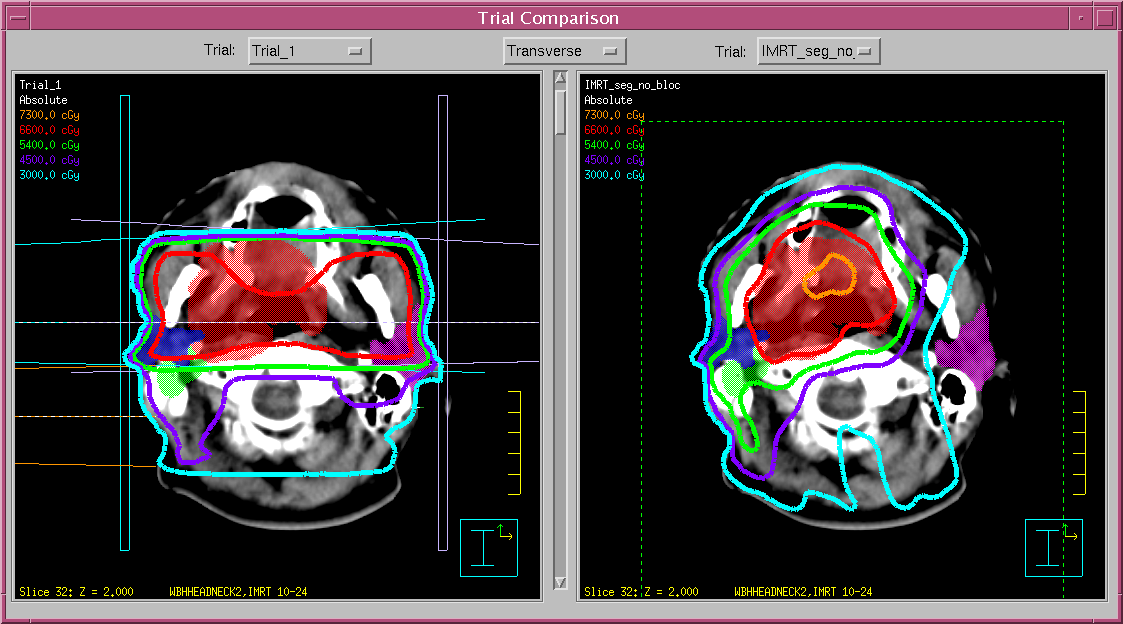 Trial Comparison
Trial: Trial_1 Transverse Trial: IMRT_seg_no
Trial_1
Absolute
7300.0 cGy
6600.0 cGy
5400.0 cGy
4500.0 cGy
3000.0 cGy
Slice 32: Z = 2.000 WBHHEADNECK2,IMRT 10-24
IMRT_seg_no_bloc
Absolute
7300.0 cGy
6600.0 cGy
5400.0 cGy
4500.0 cGy
3000.0 cGy
Slice 32: Z = 2.000 WBHHEADNECK2,IMRT 10-24